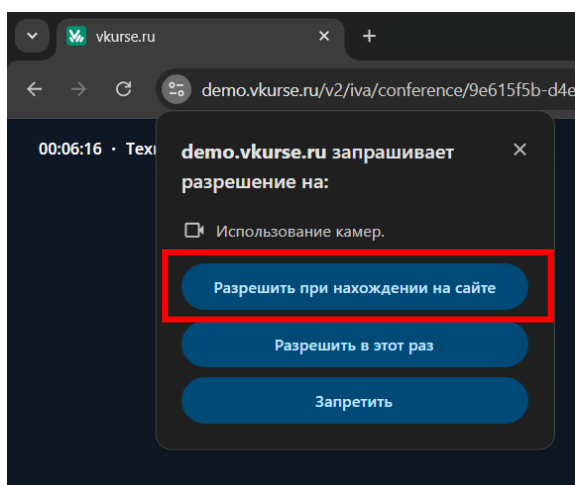 vkurse.ru
demo.vkurse.ru/v2/iva/conference/9e615f5b-d4e
00:06:16 · Тех
demo.vkurse.ru запрашивает
разрешение на:
Использование камер.
Разрешить при нахождении на сайте
Разрешить в этот раз
Запретить